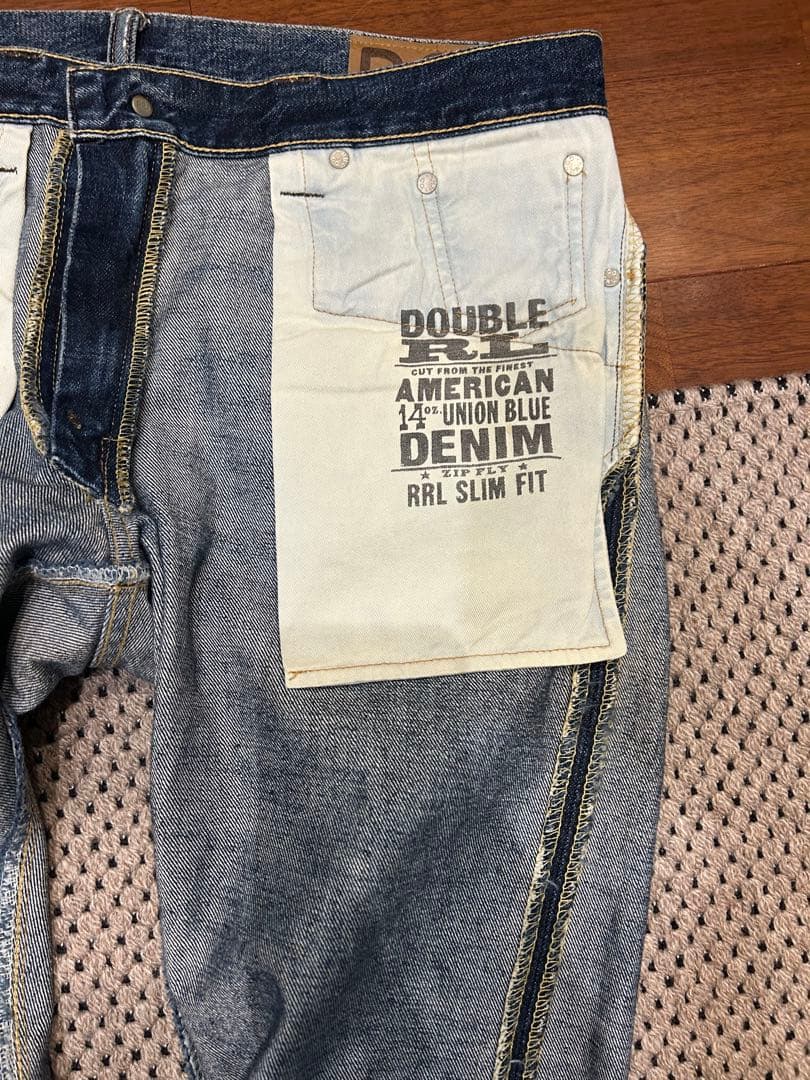 DOUBLE
RL
CUT FROM THE FINEST
AMERICAN
14oz. UNION BLUE
DENIM
★ ZIP FLY ★
RRL SLIM FIT